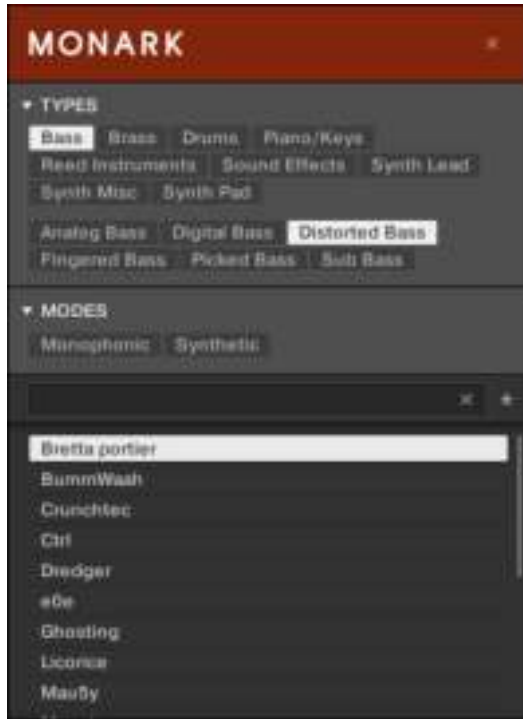 MONARK
TYPES
Bass Brass Drums Piano/Keys
Reed Instruments Sound Effects Synth Lead
Synth Misc Synth Pad
Analog Bass Digital Bass Distorted Bass
Fingered Bass Picked Bass Sub Bass
MODES
Monophonic Synthetic
Bretta portier
BummWaah
Crunchtec
Ctrl
Dredger
e0e
Ghosting
Licorice
Mau5y